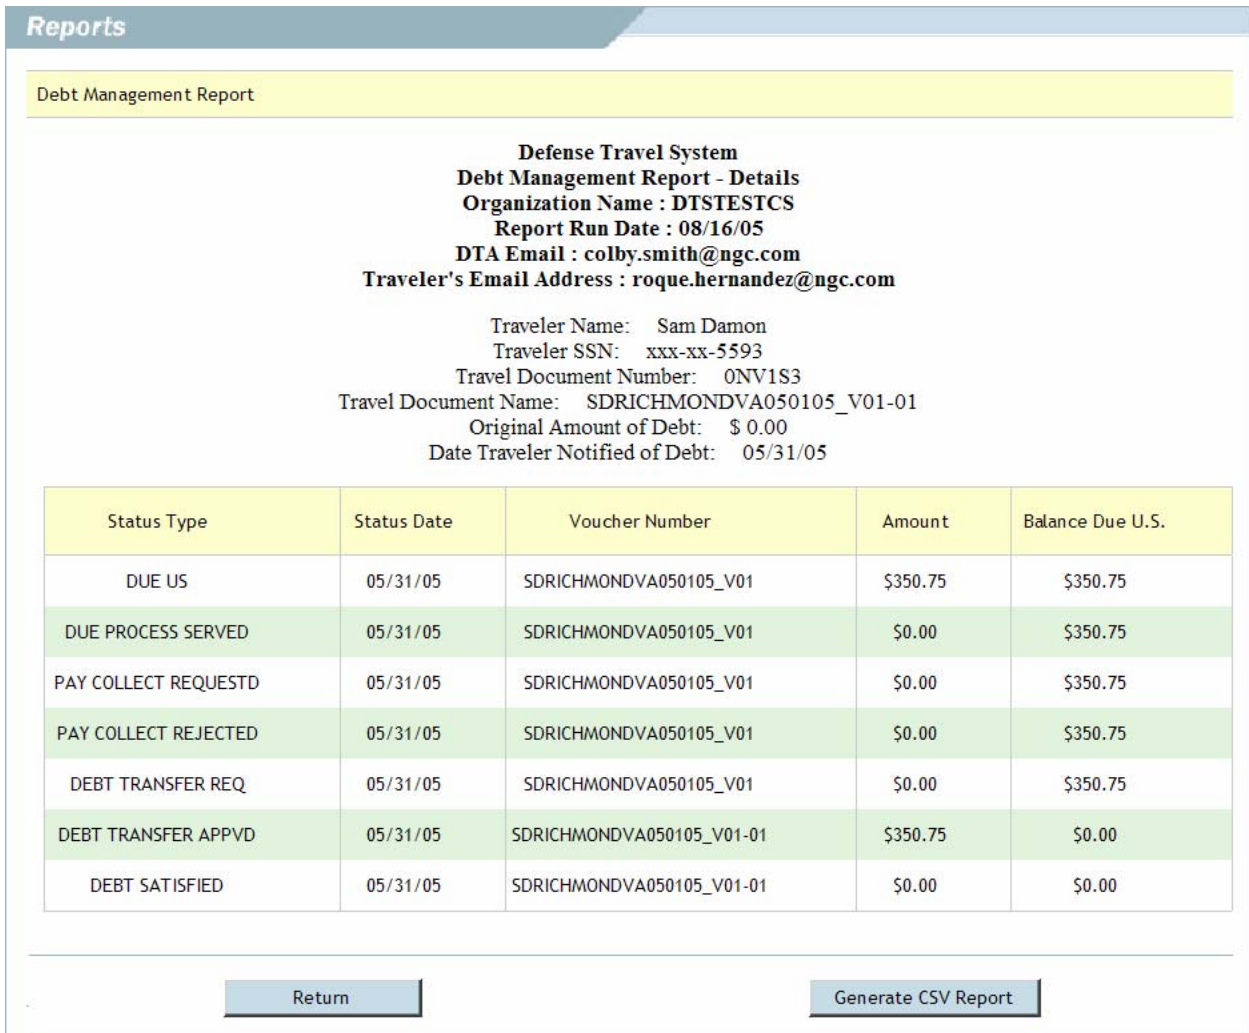 Reports
Debt Management Report
Defense Travel System
Debt Management Report - Details
Organization Name : DTSTESTCS
Report Run Date : 08/16/05
DTA Email : colby.smith@ngc.com
Traveler's Email Address : roque.hernandez@ngc.com
Traveler Name: Sam Damon
Traveler SSN: xxx-xx-5593
Travel Document Number: 0NV1S3
Travel Document Name: SDRICHMONDVA050105_V01-01
Original Amount of Debt: $ 0.00
Date Traveler Notified of Debt: 05/31/05
Status Type Status Date Voucher Number Amount Balance Due U.S.
DUE US 05/31/05 SDRICHMONDVA050105_V01 $350.75 $350.75
DUE PROCESS SERVED 05/31/05 SDRICHMONDVA050105_V01 $0.00 $350.75
PAY COLLECT REQUESTD 05/31/05 SDRICHMONDVA050105_V01 $0.00 $350.75
PAY COLLECT REJECTED 05/31/05 SDRICHMONDVA050105_V01 $0.00 $350.75
DEBT TRANSFER REQ 05/31/05 SDRICHMONDVA050105_V01 $0.00 $350.75
DEBT TRANSFER APPVD 05/31/05 SDRICHMONDVA050105_V01-01 $350.75 $0.00
DEBT SATISFIED 05/31/05 SDRICHMONDVA050105_V01-01 $0.00 $0.00
Return Generate CSV Report